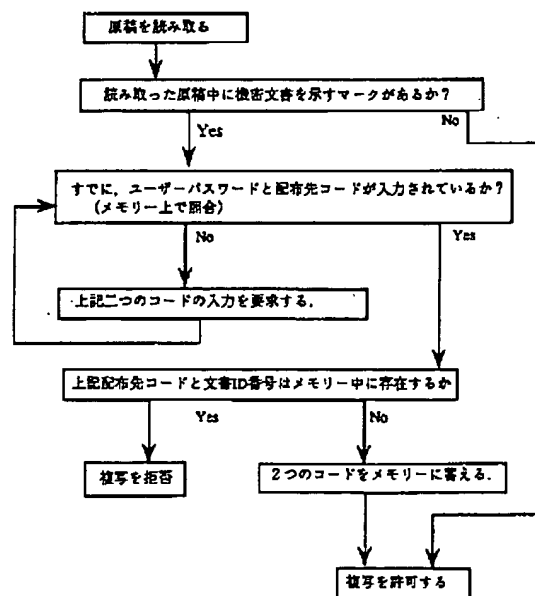 原稿を読み取る
読み取った原稿中に機密文書を示すマークがあるか?
Yes
No
すでに，ユーザーパスワードと配布先コードが入力されているか?
(メモリー上で照合)
No
Yes
上記二つのコードの入力を要求する．
上記配布先コードと文書ID番号はメモリー中に存在するか
Yes
No
複写を拒否
2つのコードをメモリーに蓄える．
複写を許可する